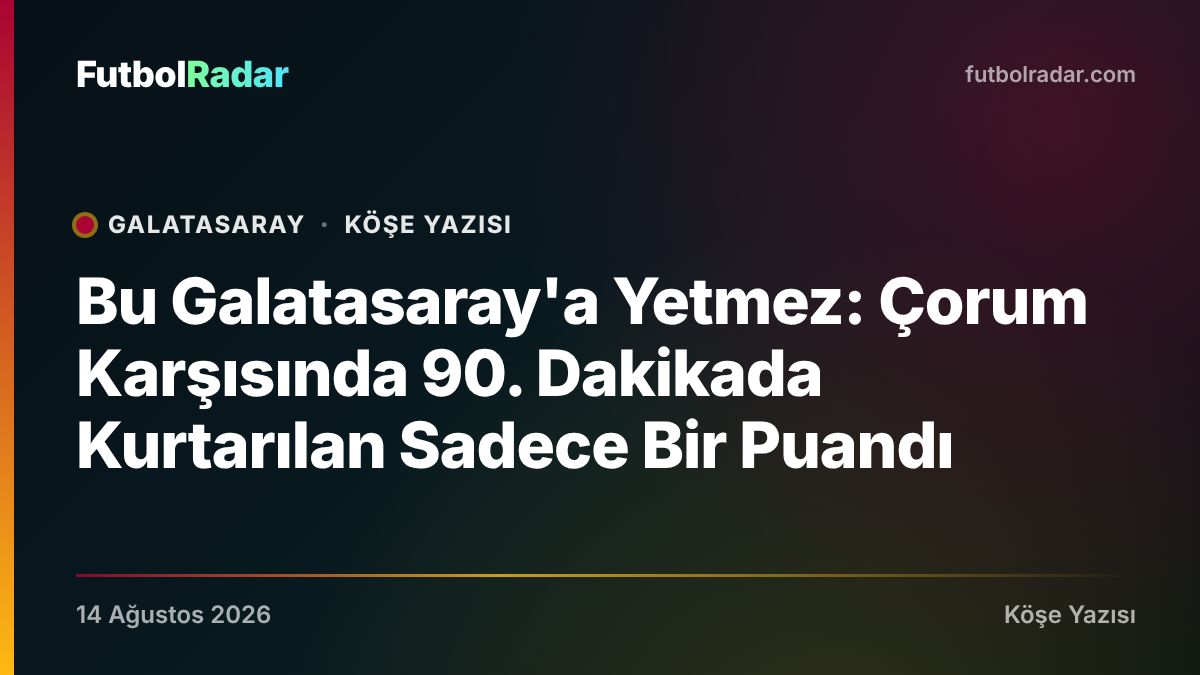 FutbolRadar
futbolradar.com
GALATASARAY · KÖŞE YAZISI
Bu Galatasaray'a Yetmez: Çorum
Karşısında 90. Dakikada
Kurtarılan Sadece Bir Puandı
14 Ağustos 2026
Köşe Yazısı